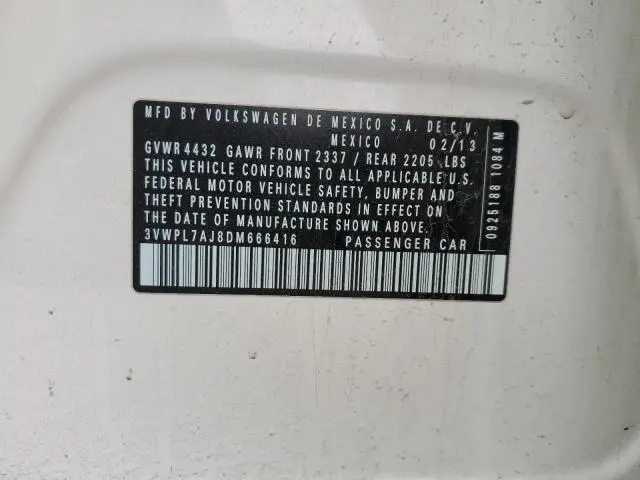 MFD BY VOLKSWAGEN DE MEXICO S.A. DE C.V.
MEXICO 02/13
GVWR 4432 GAWR FRONT 2337 / REAR 2205 LBS
THIS VEHICLE CONFORMS TO ALL APPLICABLE U.S.
FEDERAL MOTOR VEHICLE SAFETY, BUMPER AND
THEFT PREVENTION STANDARDS IN EFFECT ON
THE DATE OF MANUFACTURE SHOWN ABOVE.
3VWPL7AJ8DM666416 PASSENGER CAR
0925188 1084 M